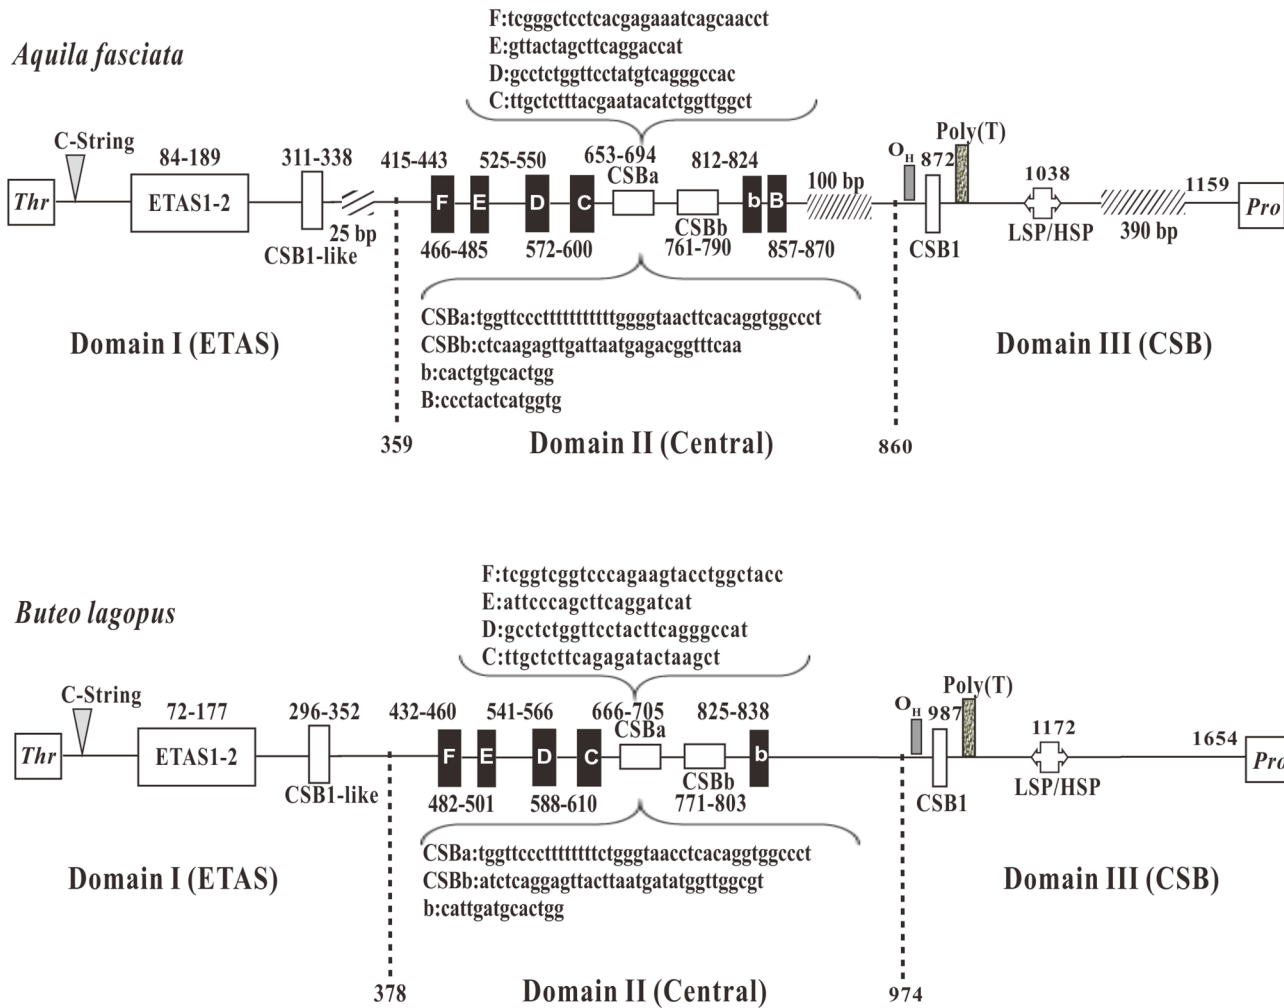 F:tcgggctcctcacgagaaatcagcaacct
Aquila fasciata
E:gttactagcttcaggaccat
D:gcctctggttcctatgtcagggccac
C:ttgctctttacgaatacatctggttggct
C-String
84-189
311-338
415-443
525-550
653-694
812-824
O_H
872
Poly(T)
CSBa
100 bp
1038
1159
Thr
ETAS1-2
F
E
D
C
b
B
Pro
25 bp
CSB1-like
466-485
572-600
CSBb
761-790
857-870
CSB1
LSP/HSP
390 bp
CSBa:tggttcccttttttttttttggggtaacttcacaggtggccct
CSBb:ctcaagagttgattaatgagacggtttcaa
b:cactgtgcactgg
B:ccctactcatggtg
Domain I (ETAS)
Domain III (CSB)
359
Domain II (Central)
860
F:tcggtcggtcccagaagtacctggctacc
Buteo lagopus
E:attcccagcttcaggatcat
D:gcctctggttcctacttcagggccat
C:ttgctcttcagagatactaagct
C-String
72-177
296-352
432-460
541-566
666-705
825-838
O_H
987
Poly(T)
CSBa
1172
1654
Thr
ETAS1-2
F
E
D
C
b
Pro
CSB1-like
482-501
588-610
CSBb
771-803
CSB1
LSP/HSP
CSBa:tggttcccttttttttttctgggtaacctcacaggtggccct
CSBb:atctcaggagttacttaatgatatggttggcgt
b:cattgatgcactgg
Domain I (ETAS)
Domain III (CSB)
378
Domain II (Central)
974